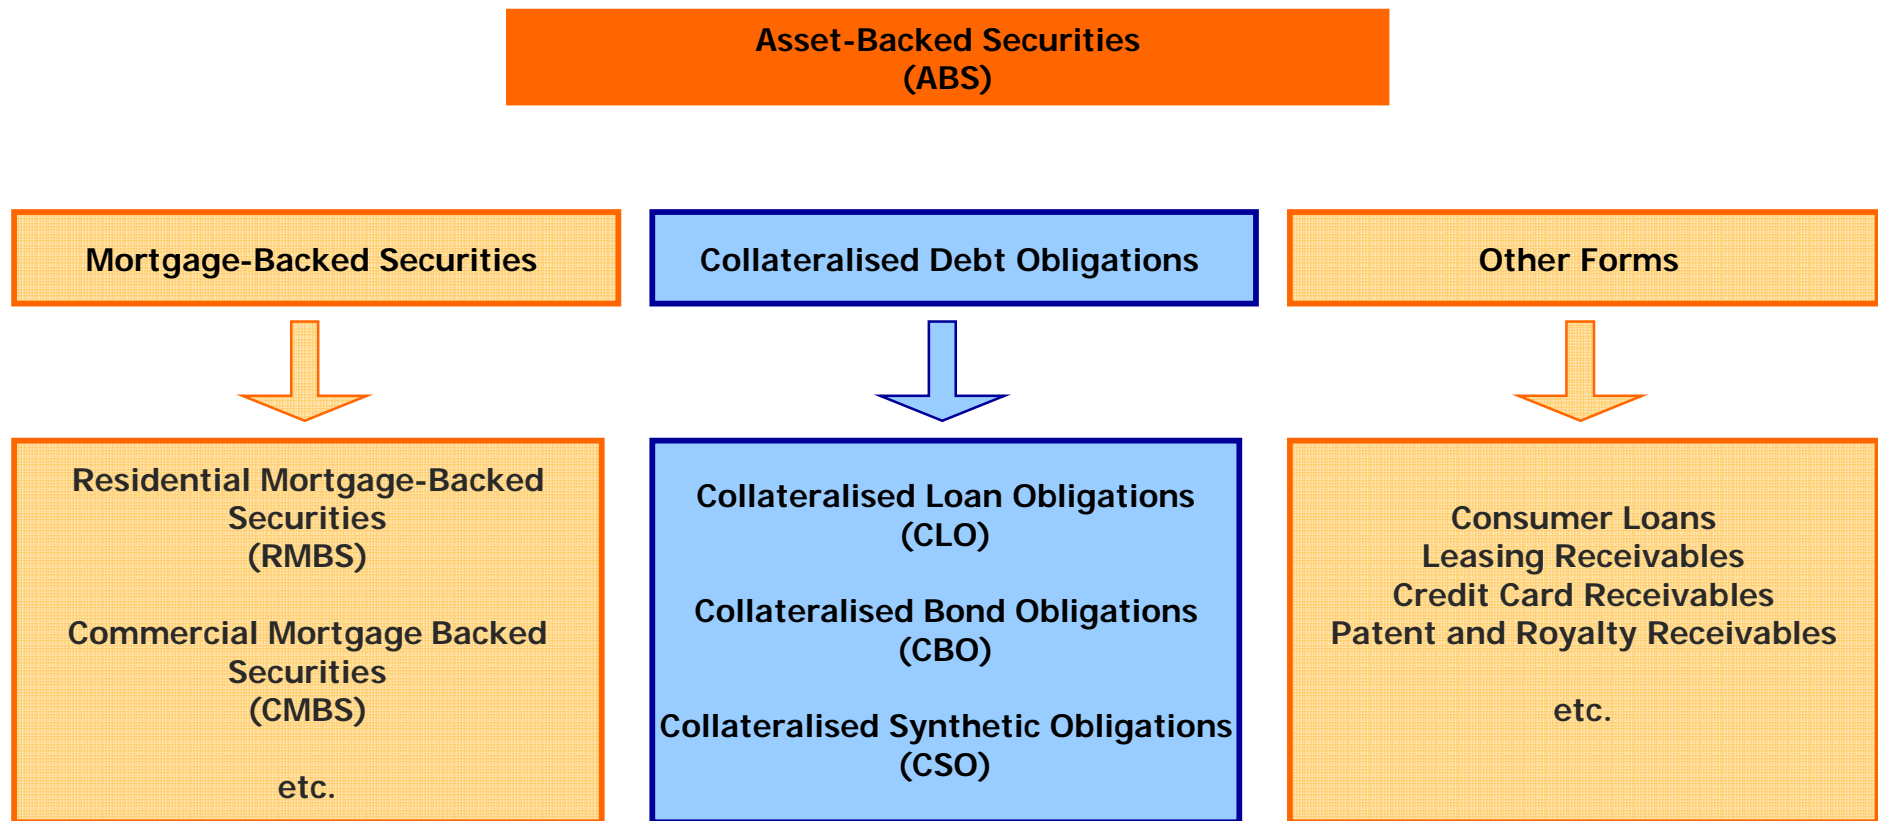 Asset-Backed Securities
(ABS)
Mortgage-Backed Securities
Collateralised Debt Obligations
Other Forms
Residential Mortgage-Backed
Securities
(RMBS)
Commercial Mortgage Backed
Securities
(CMBS)
etc.
Collateralised Loan Obligations
(CLO)
Collateralised Bond Obligations
(CBO)
Collateralised Synthetic Obligations
(CSO)
Consumer Loans
Leasing Receivables
Credit Card Receivables
Patent and Royalty Receivables
etc.